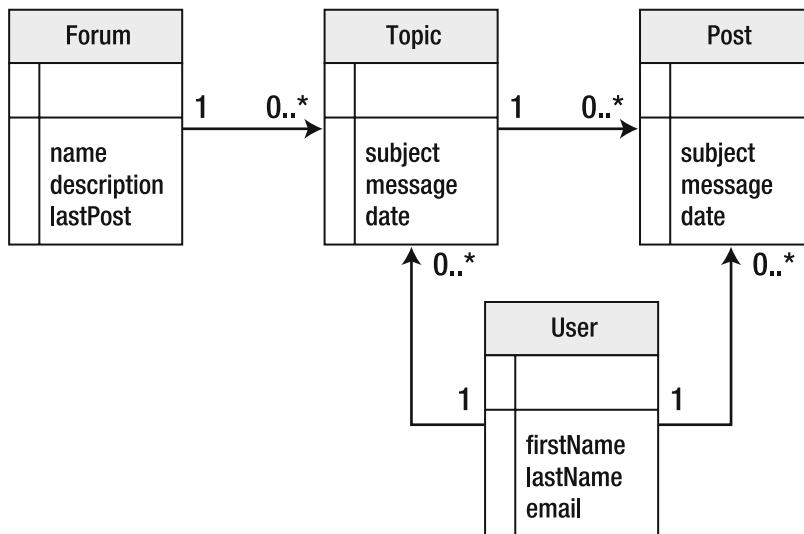 Forum
Topic
Post
1
0..*
1
0..*
name
description
lastPost
subject
message
date
subject
message
date
0..*
0..*
User
1
1
firstName
lastName
email